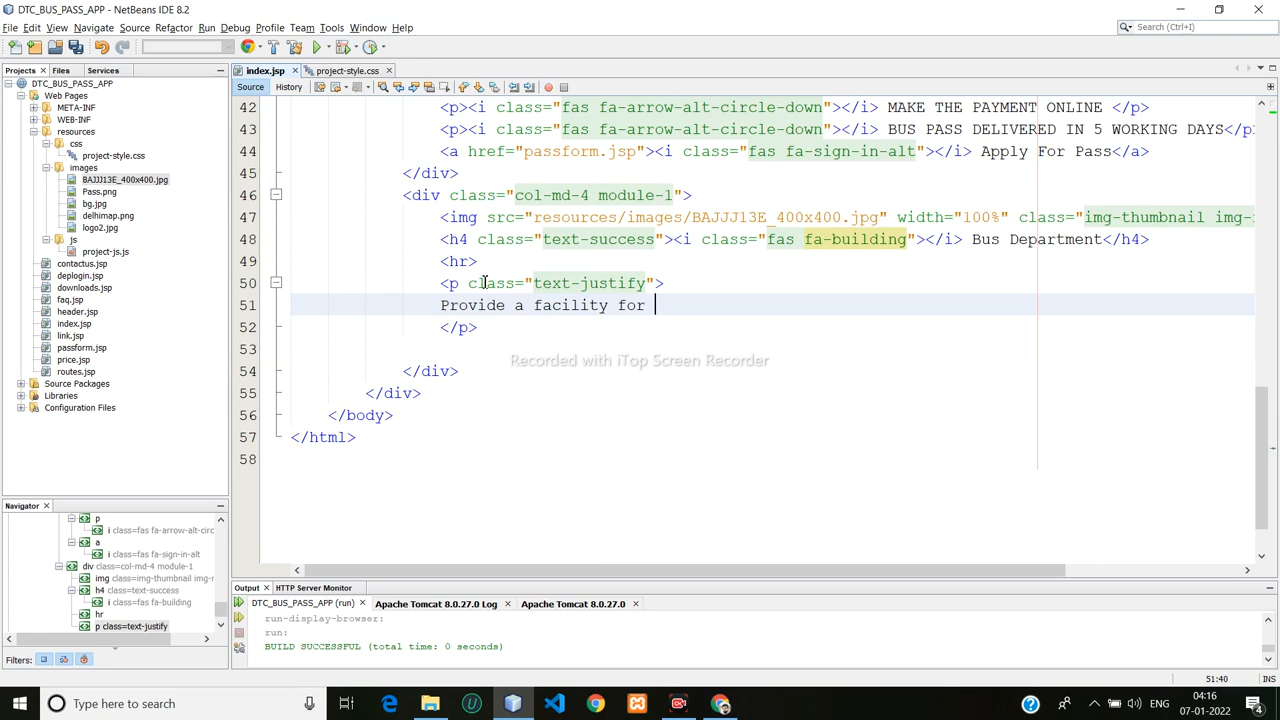 DTC_BUS_PASS_APP - NetBeans IDE 8.2
File Edit View Navigate Source Refactor Run Debug Profile Team Tools Window Help
Search (Ctrl+I)
Projects Files Services
index.jsp project-style.css
DTC_BUS_PASS_APP
Web Pages
META-INF
WEB-INF
resources
css
project-style.css
images
BAJJJ13E_400x400.jpg
Pass.png
bg.jpg
delhimap.png
logo2.jpg
js
project-js.js
contactus.jsp
deplogin.jsp
downloads.jsp
faq.jsp
header.jsp
index.jsp
link.jsp
passform.jsp
price.jsp
routes.jsp
Source Packages
Libraries
Configuration Files
Source History
42 <p><i class="fas fa-arrow-alt-circle-down"></i> MAKE THE PAYMENT ONLINE </p>
43 <p><i class="fas fa-arrow-alt-circle-down"></i> BUS PASS DELIVERED IN 5 WORKING DAYS</p
44 <a href="passform.jsp"><i class="fas fa-sign-in-alt"></i> Apply For Pass</a>
45 </div>
46 <div class="col-md-4 module-1">
47 <img src="resources/images/BAJJJ13E_400x400.jpg" width="100%" class="img-thumbnail img-
48 <h4 class="text-success"><i class="fas fa-building"></i> Bus Department</h4>
49 <hr>
50 <p class="text-justify">
51 Provide a facility for
52 </p>
53
54 </div>
55 </div>
56 </body>
57 </html>
58
Recorded with iTop Screen Recorder
Navigator
p
i class=fas fa-arrow-alt-circ
a
i class=fas fa-sign-in-alt
div class=col-md-4 module-1
img class=img-thumbnail img-r
h4 class=text-success
i class=fas fa-building
hr
p class=text-justify
Filters:
Output HTTP Server Monitor
DTC_BUS_PASS_APP (run) Apache Tomcat 8.0.27.0 Log Apache Tomcat 8.0.27.0
run-display-browser:
run:
BUILD SUCCESSFUL (total time: 0 seconds)
51:40 INS
Type here to search
ENG
04:16
07-01-2022